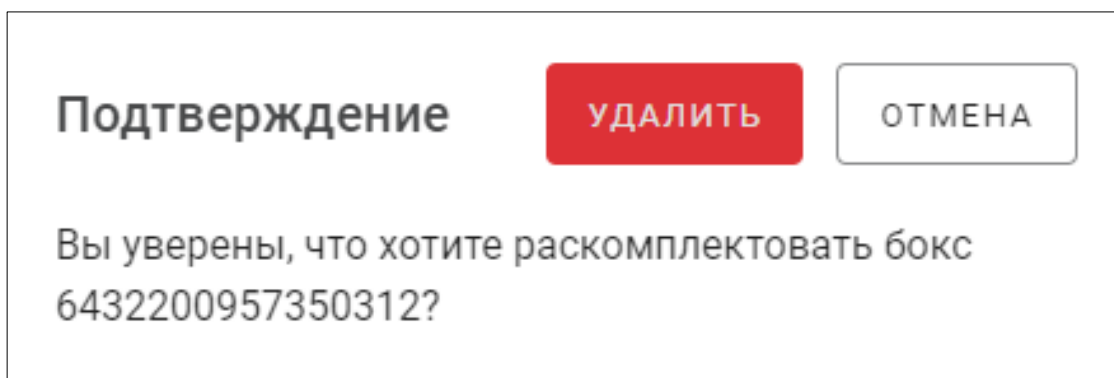 Подтверждение
УДАЛИТЬ
ОТМЕНА
Вы уверены, что хотите раскомплектовать бокс
6432200957350312?